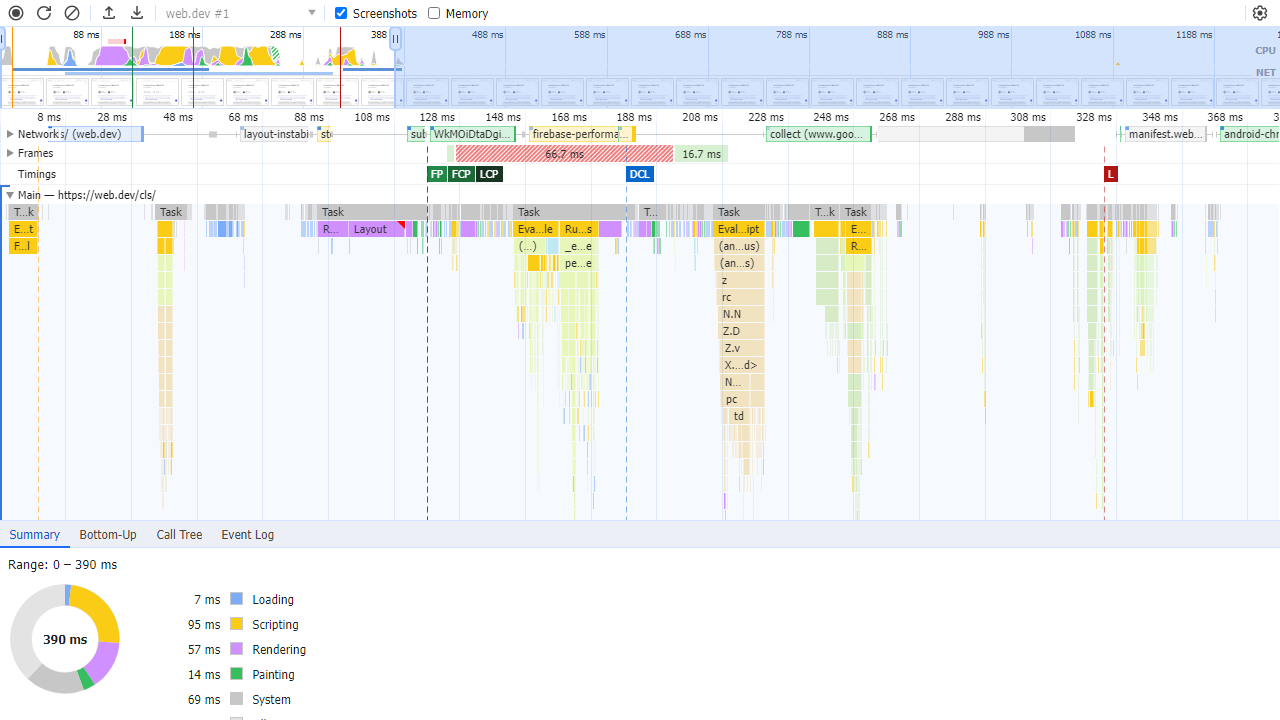 web.dev #1 Screenshots Memory
88 ms 188 ms 288 ms 388 488 ms 588 ms 688 ms 788 ms 888 ms 988 ms 1088 ms 1188 ms
CPU
NET
8 ms 28 ms 48 ms 68 ms 88 ms 108 ms 128 ms 148 ms 168 ms 188 ms 208 ms 228 ms 248 ms 268 ms 288 ms 308 ms 328 ms 348 ms 368 ms
Network s/ (web.dev) layout-instabi WkMOiDtaDgi... firebase-performa... collect (www.goo... manifest.web... android-chr
Frames 66.7 ms 16.7 ms
Timings FP FCP LCP DCL L
Main — https://web.dev/cls/
T...k Task Task Task T... Task T...k Task
E...t R... Layout Eva...le Ru...s Eval...ipt E...
F...l (...) _e...e (an...us) R...
pe...e (an...s)
z
rc
N.N
Z.D
Z.v
X....d>
N...
pc
td
Summary Bottom-Up Call Tree Event Log
Range: 0 – 390 ms
390 ms
7 ms Loading
95 ms Scripting
57 ms Rendering
14 ms Painting
69 ms System